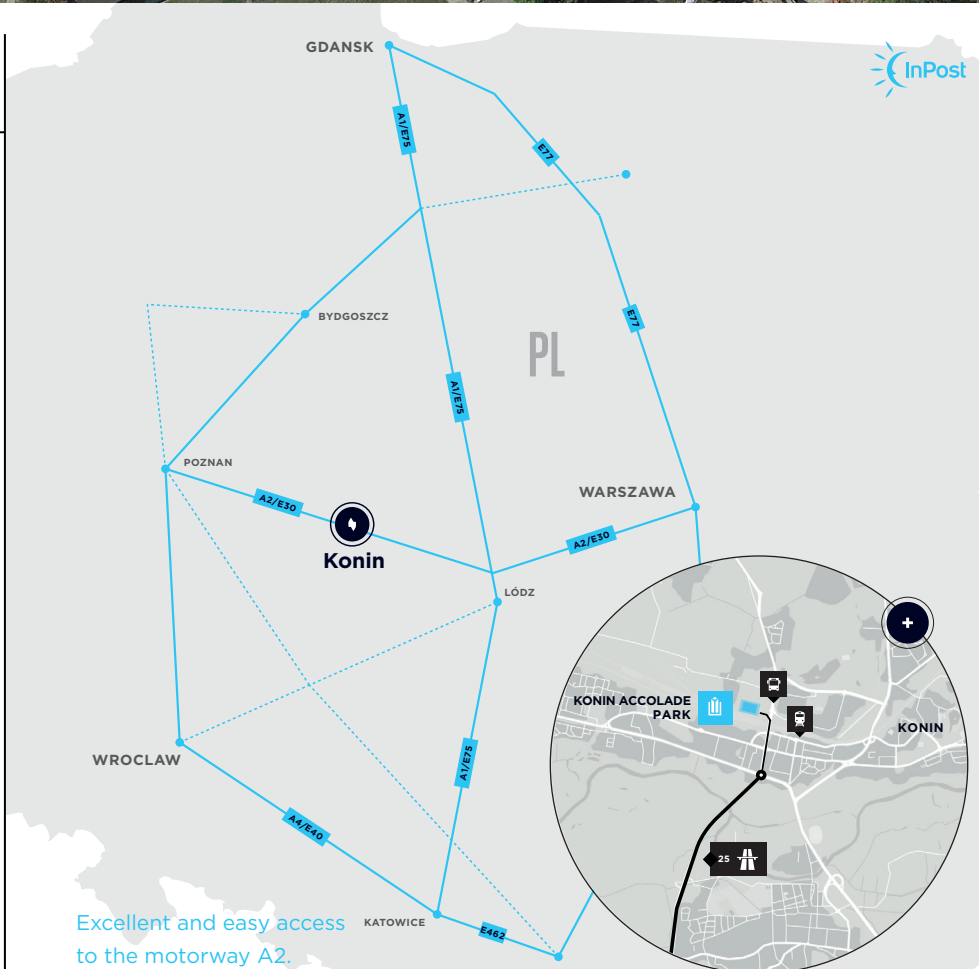 GDANSK
InPost
A1/E75
E77
E77
BYDGOSZCZ
PL
A1/E75
POZNAN
WARSZAWA
A2/E30
A2/E30
Konin
LÓDZ
KONIN ACCOLADE
PARK
KONIN
WROCLAW
A1/E75
A4/E40
25
KATOWICE
E462
Excellent and easy access
to the motorway A2.